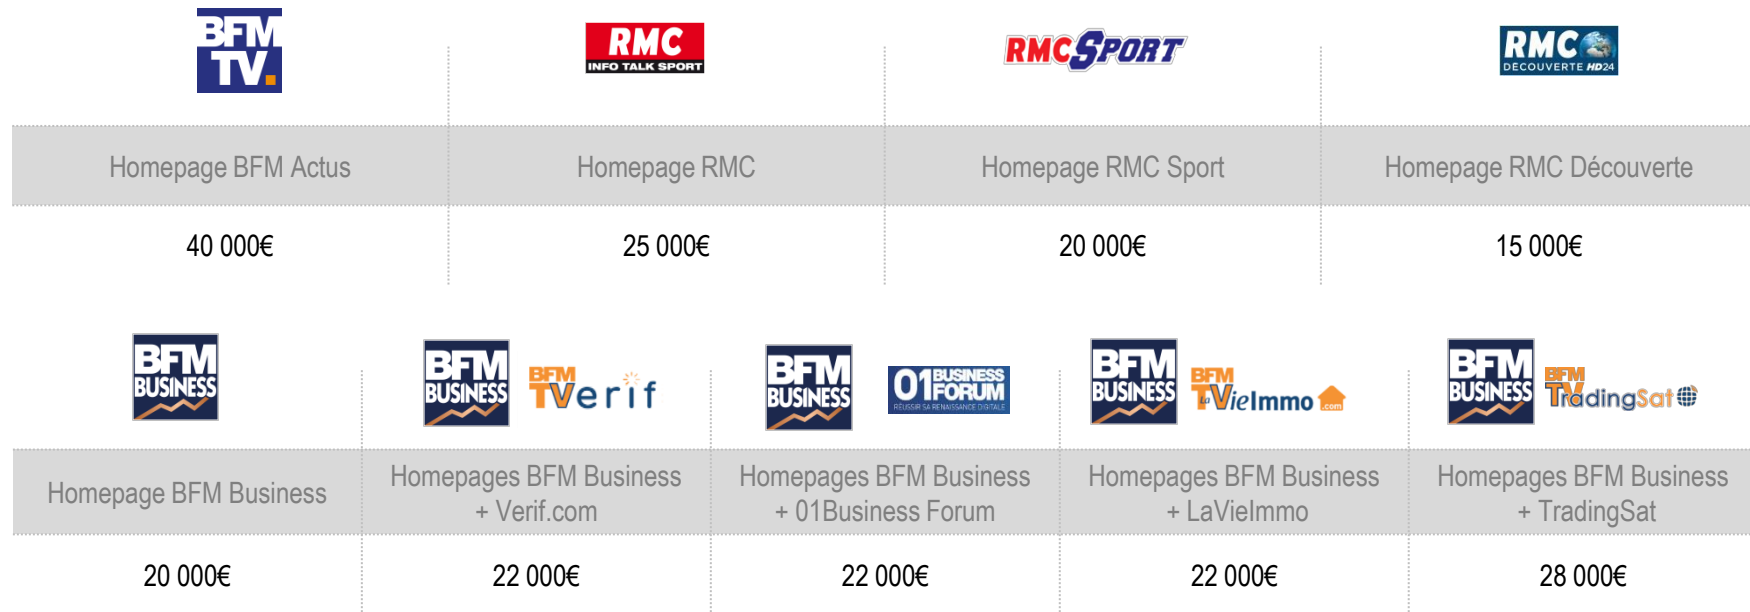 BFM
TV.
RMC
INFO TALK SPORT
RMC SPORT
RMC
DECOUVERTE HD24
Homepage BFM Actus
Homepage RMC
Homepage RMC Sport
Homepage RMC Découverte
40 000€
25 000€
20 000€
15 000€
BFM
BUSINESS
BFM
BUSINESS
BFM
TVerif
BFM
BUSINESS
01 BUSINESS
FORUM
RÉUSSIR SA RENAISSANCE DIGITALE
BFM
BUSINESS
BFM
TV
La VieImmo .com
BFM
BUSINESS
BFM
TV
TradingSat
Homepage BFM Business
Homepages BFM Business
+ Verif.com
Homepages BFM Business
+ 01Business Forum
Homepages BFM Business
+ LaVieImmo
Homepages BFM Business
+ TradingSat
20 000€
22 000€
22 000€
22 000€
28 000€